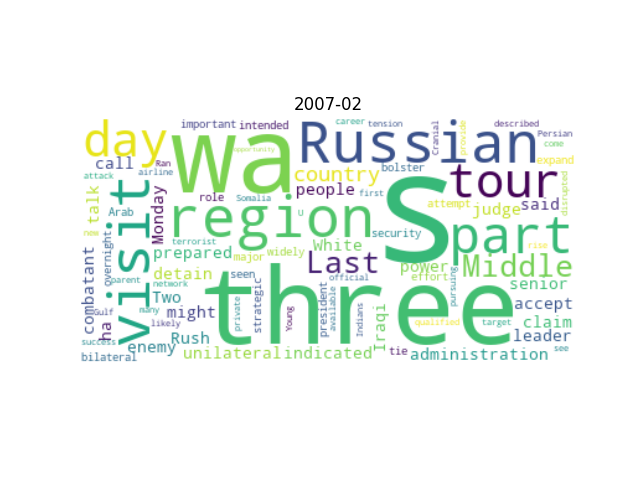 2007-02
important intended
career tension
described
day
wa
Russian
Cranial
provide
Persian
come
call
Ran
airline
opportunity
country
bolster
expand
attack
visit
Monday
role
Somalia
people
first
U
s
tour
disrupted
talk
Arab
region
attempt
judge
said
new
overnight
terrorist
White
security
part
rise
prepared
major
widely
combatant
detain
seen
Last
power
effort
Middle
parent
network
official
pursuing
senior
Gulf
many
Two
might
three
private
strategic
Young
president
available
Indians
Iraqi
qualified
target
accept
claim
ha
likely
Rush
leader
success
enemy
unilateral
indicated
tie
administration
see
bilateral